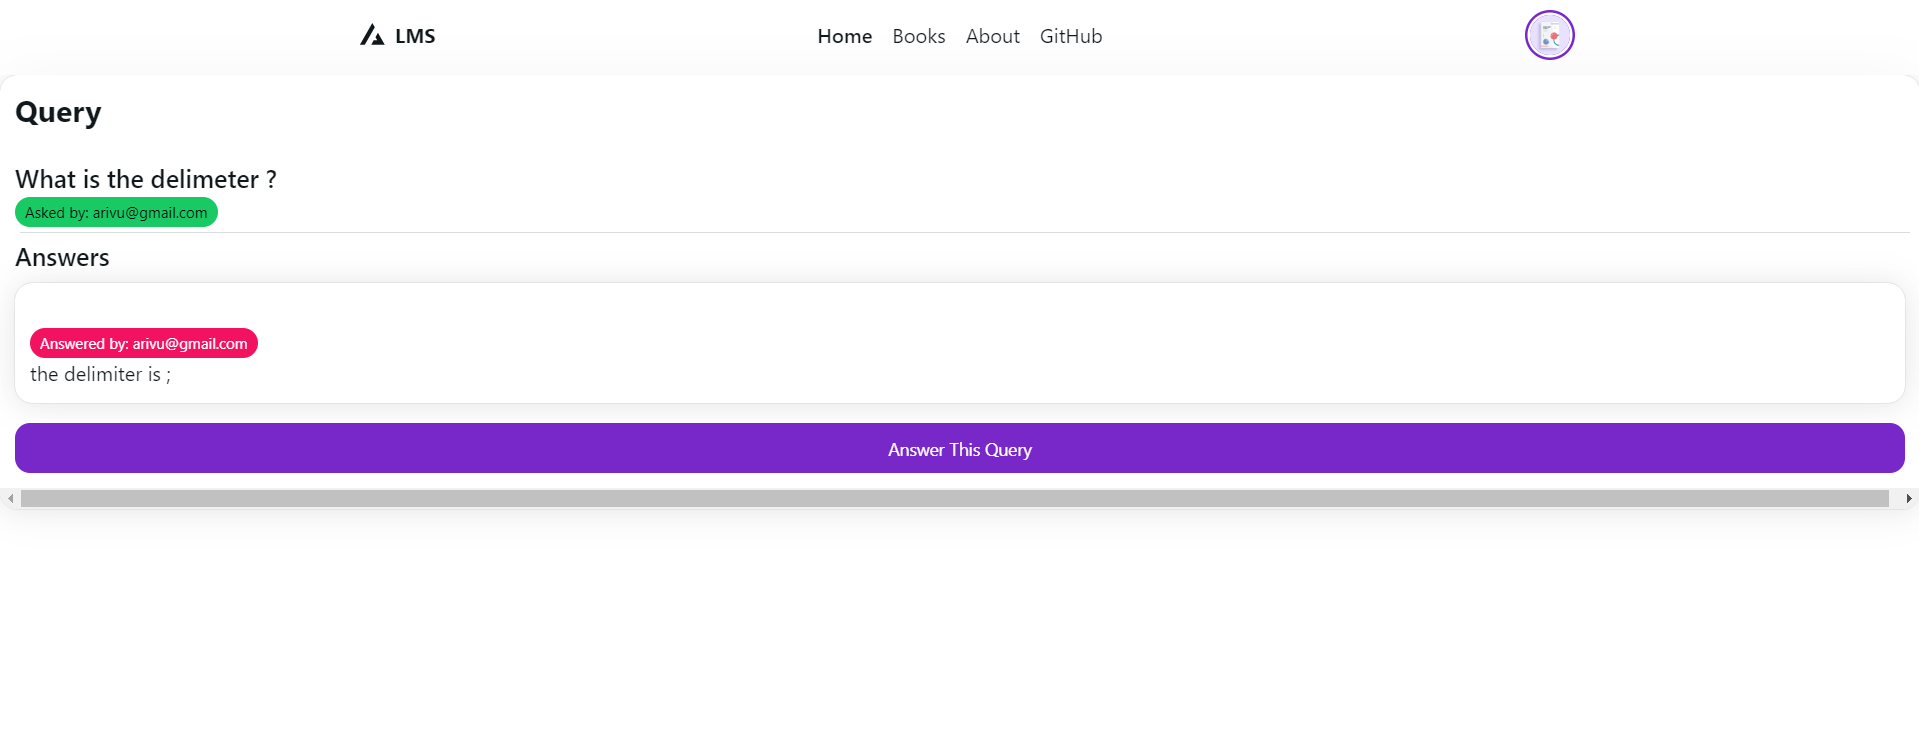 LMS
Home Books About GitHub
Query
What is the delimeter ?
Asked by: arivu@gmail.com
Answers
Answered by: arivu@gmail.com
the delimiter is ;
Answer This Query